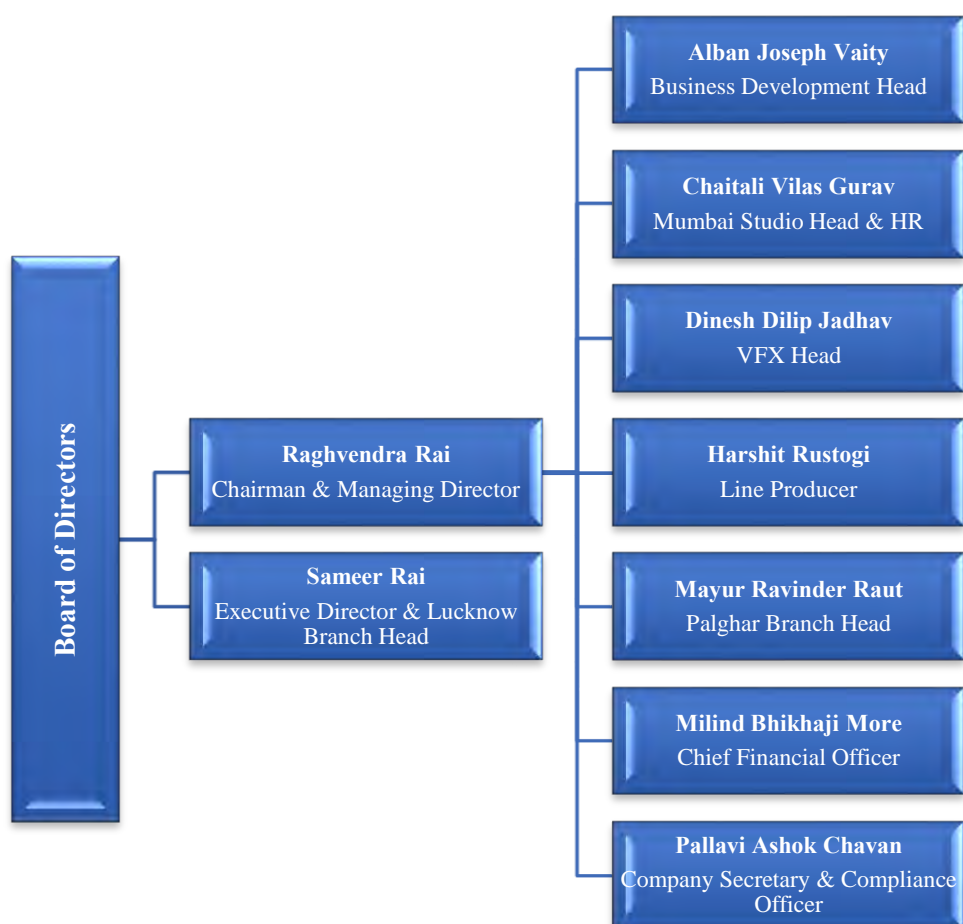 Board of Directors
Raghvendra Rai
Chairman & Managing Director
Sameer Rai
Executive Director & Lucknow
Branch Head
Alban Joseph Vaity
Business Development Head
Chaitali Vilas Gurav
Mumbai Studio Head & HR
Dinesh Dilip Jadhav
VFX Head
Harshit Rustogi
Line Producer
Mayur Ravinder Raut
Palghar Branch Head
Milind Bhikhaji More
Chief Financial Officer
Pallavi Ashok Chavan
Company Secretary & Compliance
Officer